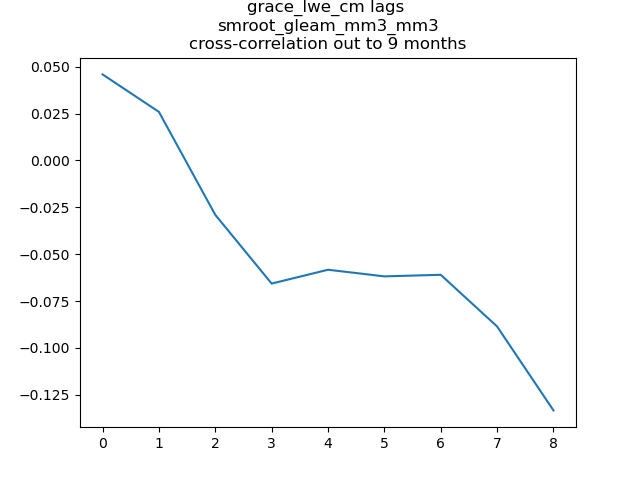 grace_lwe_cm lags
smroot_gleam_mm3_mm3
cross-correlation out to 9 months
0.050
0.025
0.000
−0.025
−0.050
−0.075
−0.100
−0.125
0 1 2 3 4 5 6 7 8